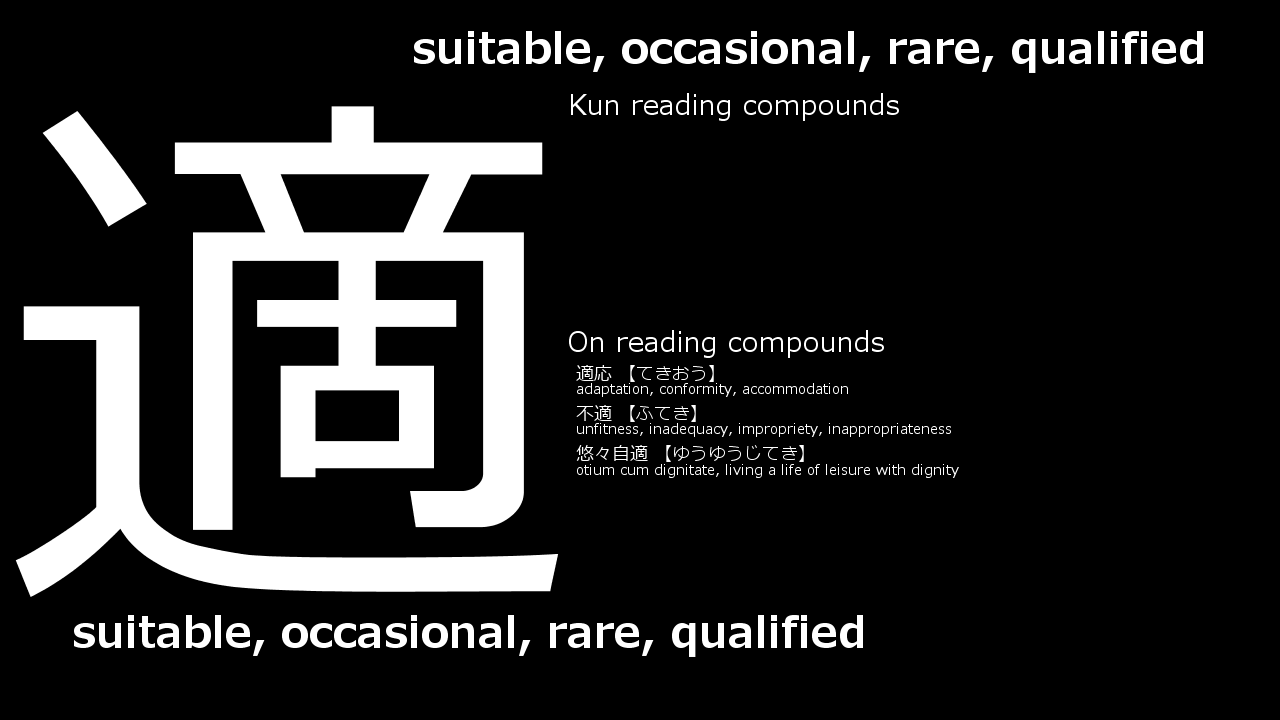 suitable, occasional, rare, qualified
Kun reading compounds
適
On reading compounds
適応 【てきおう】
adaptation, conformity, accommodation
不適 【ふてき】
unfitness, inadequacy, impropriety, inappropriateness
悠々自適 【ゆうゆうじてき】
otium cum dignitate, living a life of leisure with dignity
suitable, occasional, rare, qualified